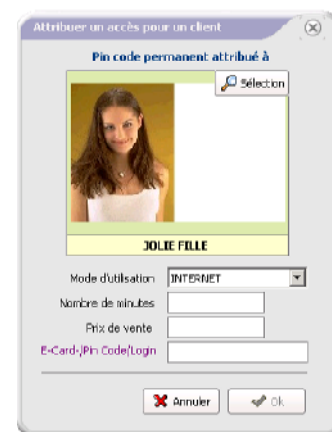 Attribuer un accès pour un client
Pin code permanent attribué à
Sélection
JOLIE FILLE
Mode d'utilisation INTERNET
Nombre de minutes
Prix de vente
E-Card-/Pin Code/Login
Annuler Ok